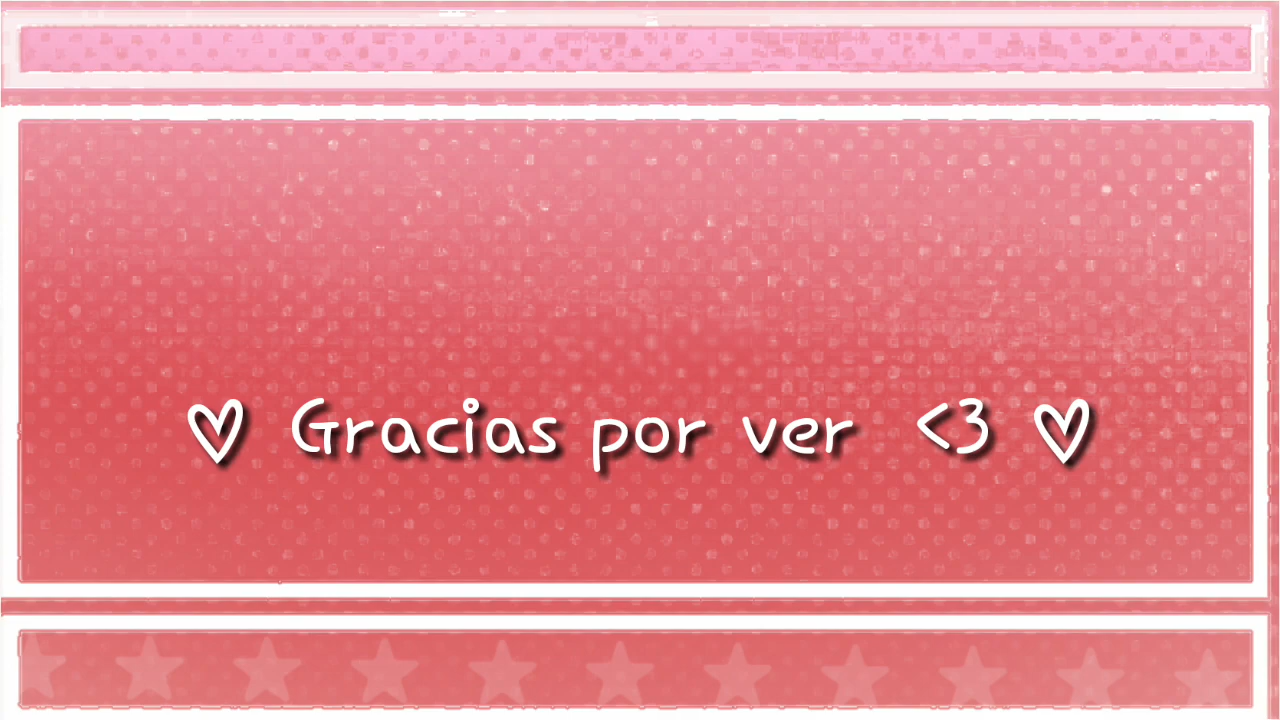 ♡ Gracias por ver <3 ♡